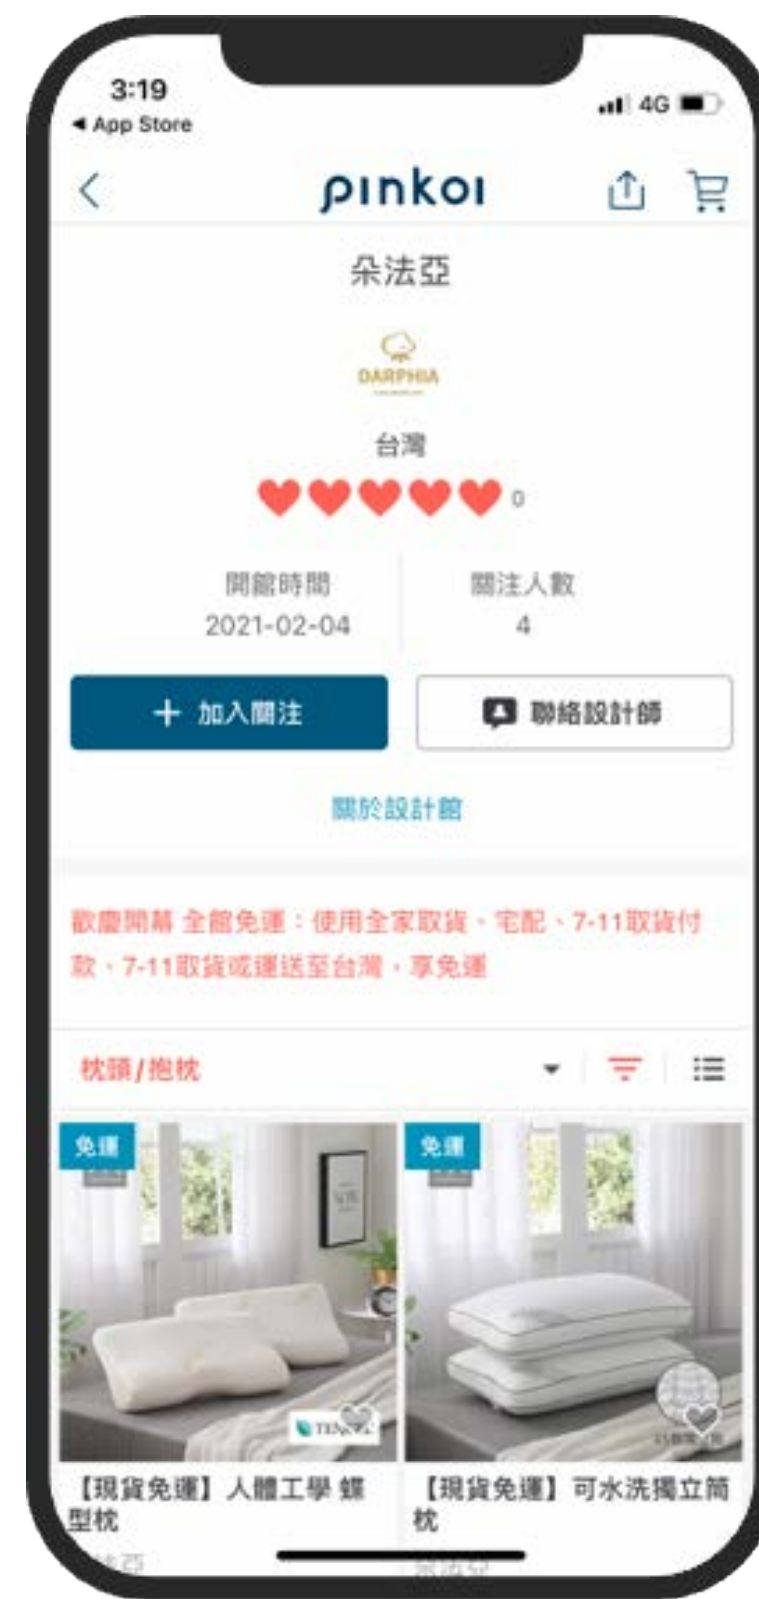 3:19
4G
◀ App Store
pinkoi
朵法亞
DARPHIA
台灣
0
開館時間
關注人數
2021-02-04
4
+ 加入關注
聯絡設計師
關於設計館
歡慶開幕 全館免運：使用全家取貨、宅配、7-11取貨付
款、7-11取貨或運送至台灣，享免運
枕頭/抱枕
免運
免運
【現貨免運】人體工學 蝶
型枕
【現貨免運】可水洗獨立筒
枕
朵法亞